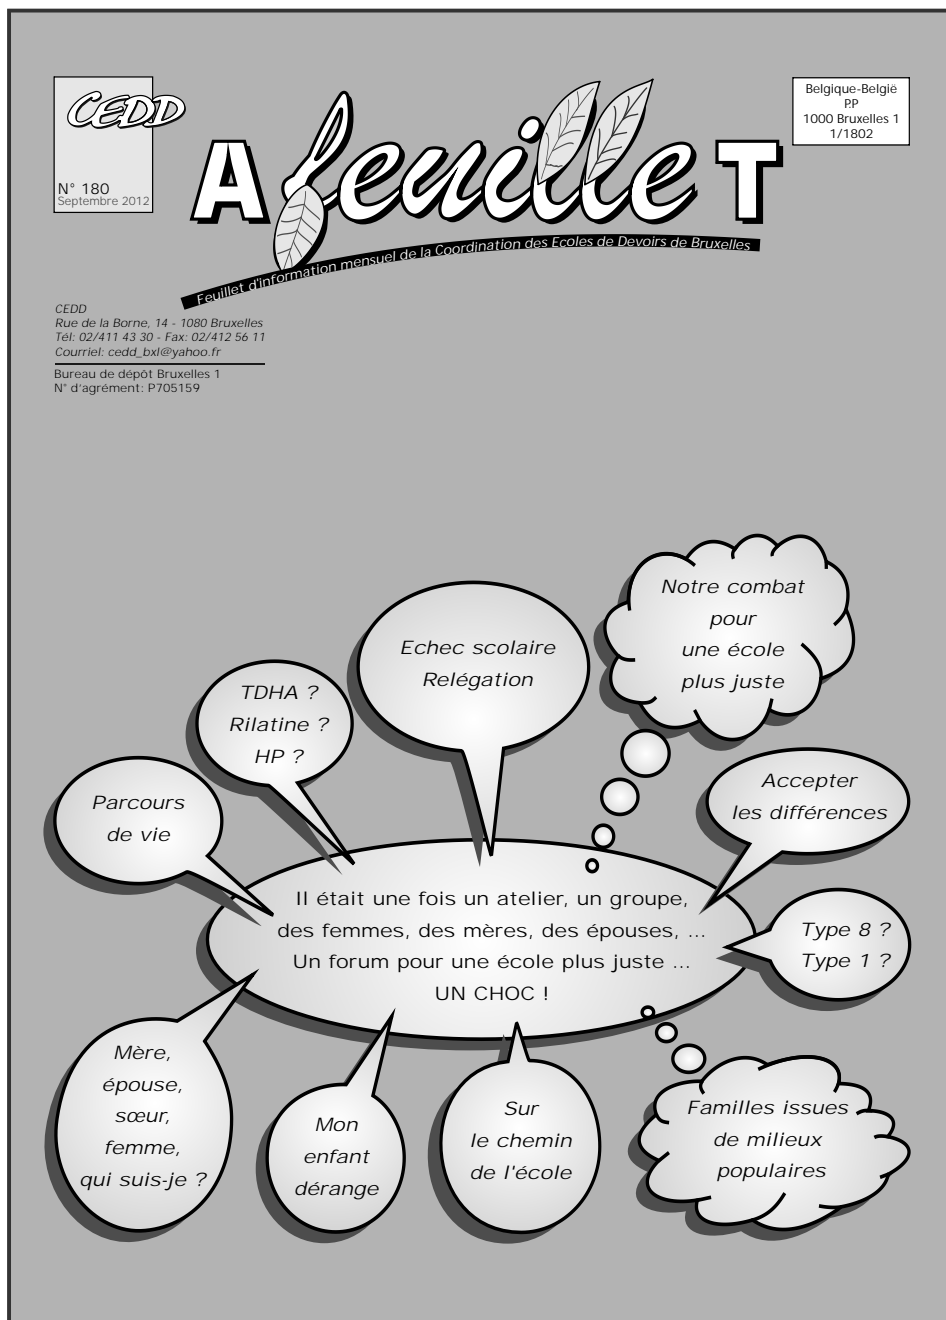 CEDD
N° 180
Septembre 2012
A feuille T
Belgique-België
P.P
1000 Bruxelles 1
1/1802
Feuillet d'information mensuel de la Coordination des Ecoles de Devoirs de Bruxelles
CEDD
Rue de la Borne, 14 - 1080 Bruxelles
Tél: 02/411 43 30 - Fax: 02/412 56 11
Courriel: cedd_bxl@yahoo.fr
Bureau de dépôt Bruxelles 1
N° d'agrément: P705159
Notre combat
pour
une école
plus juste
Echec scolaire
Relégation
TDHA ?
Rilatine ?
HP ?
Parcours
de vie
Accepter
les différences
Il était une fois un atelier, un groupe,
des femmes, des mères, des épouses, ...
Un forum pour une école plus juste ...
UN CHOC !
Type 8 ?
Type 1 ?
Mère,
épouse,
sœur,
femme,
qui suis-je ?
Mon
enfant
dérange
Sur
le chemin
de l'école
Familles issues
de milieux
populaires